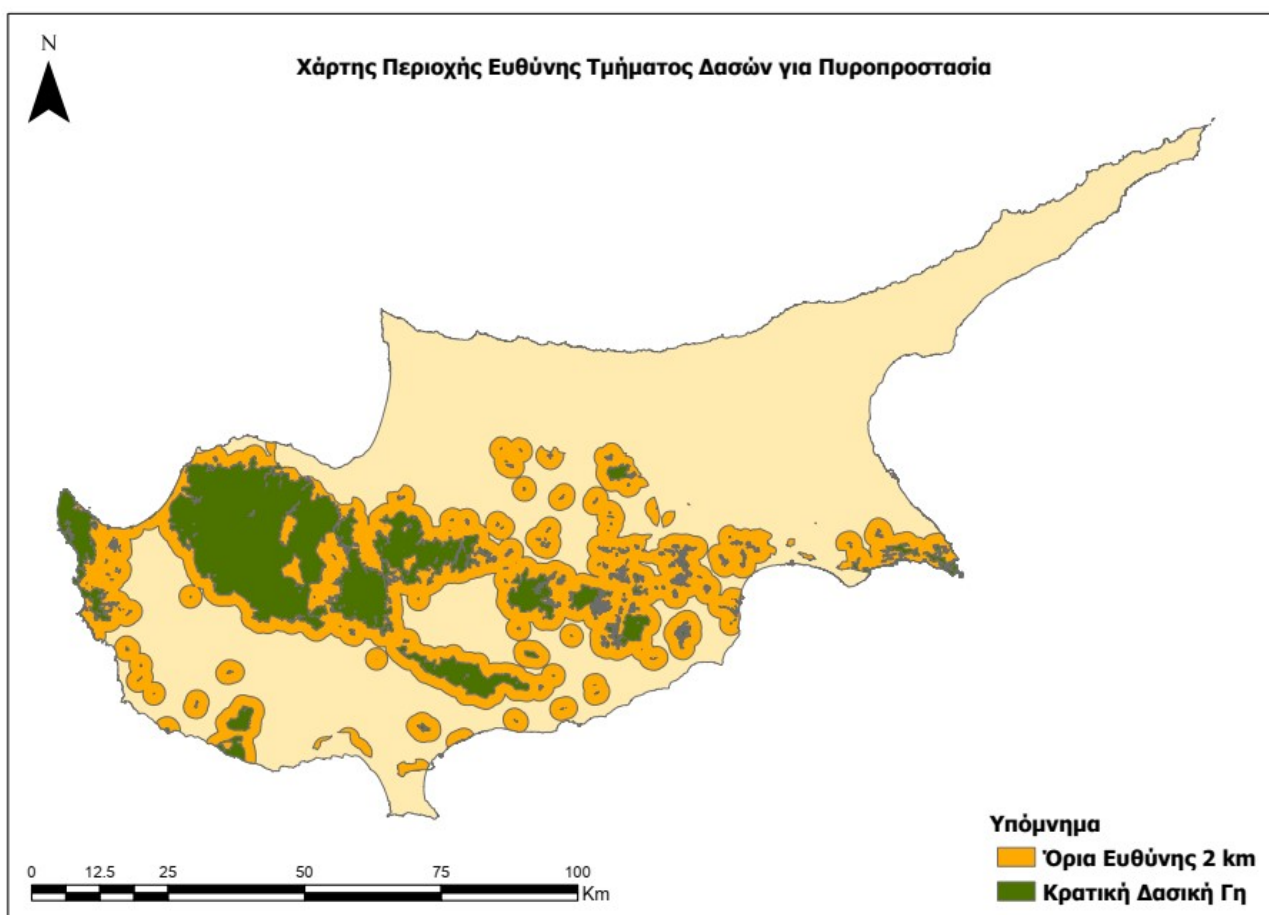 N
Χάρτης Περιοχής Ευθύνης Τμήματος Δασών για Πυροπροστασία
Υπόμνημα
Όρια Ευθύνης 2 km
Κρατική Δασική Γη
0 12.5 25 50 75 100
Km